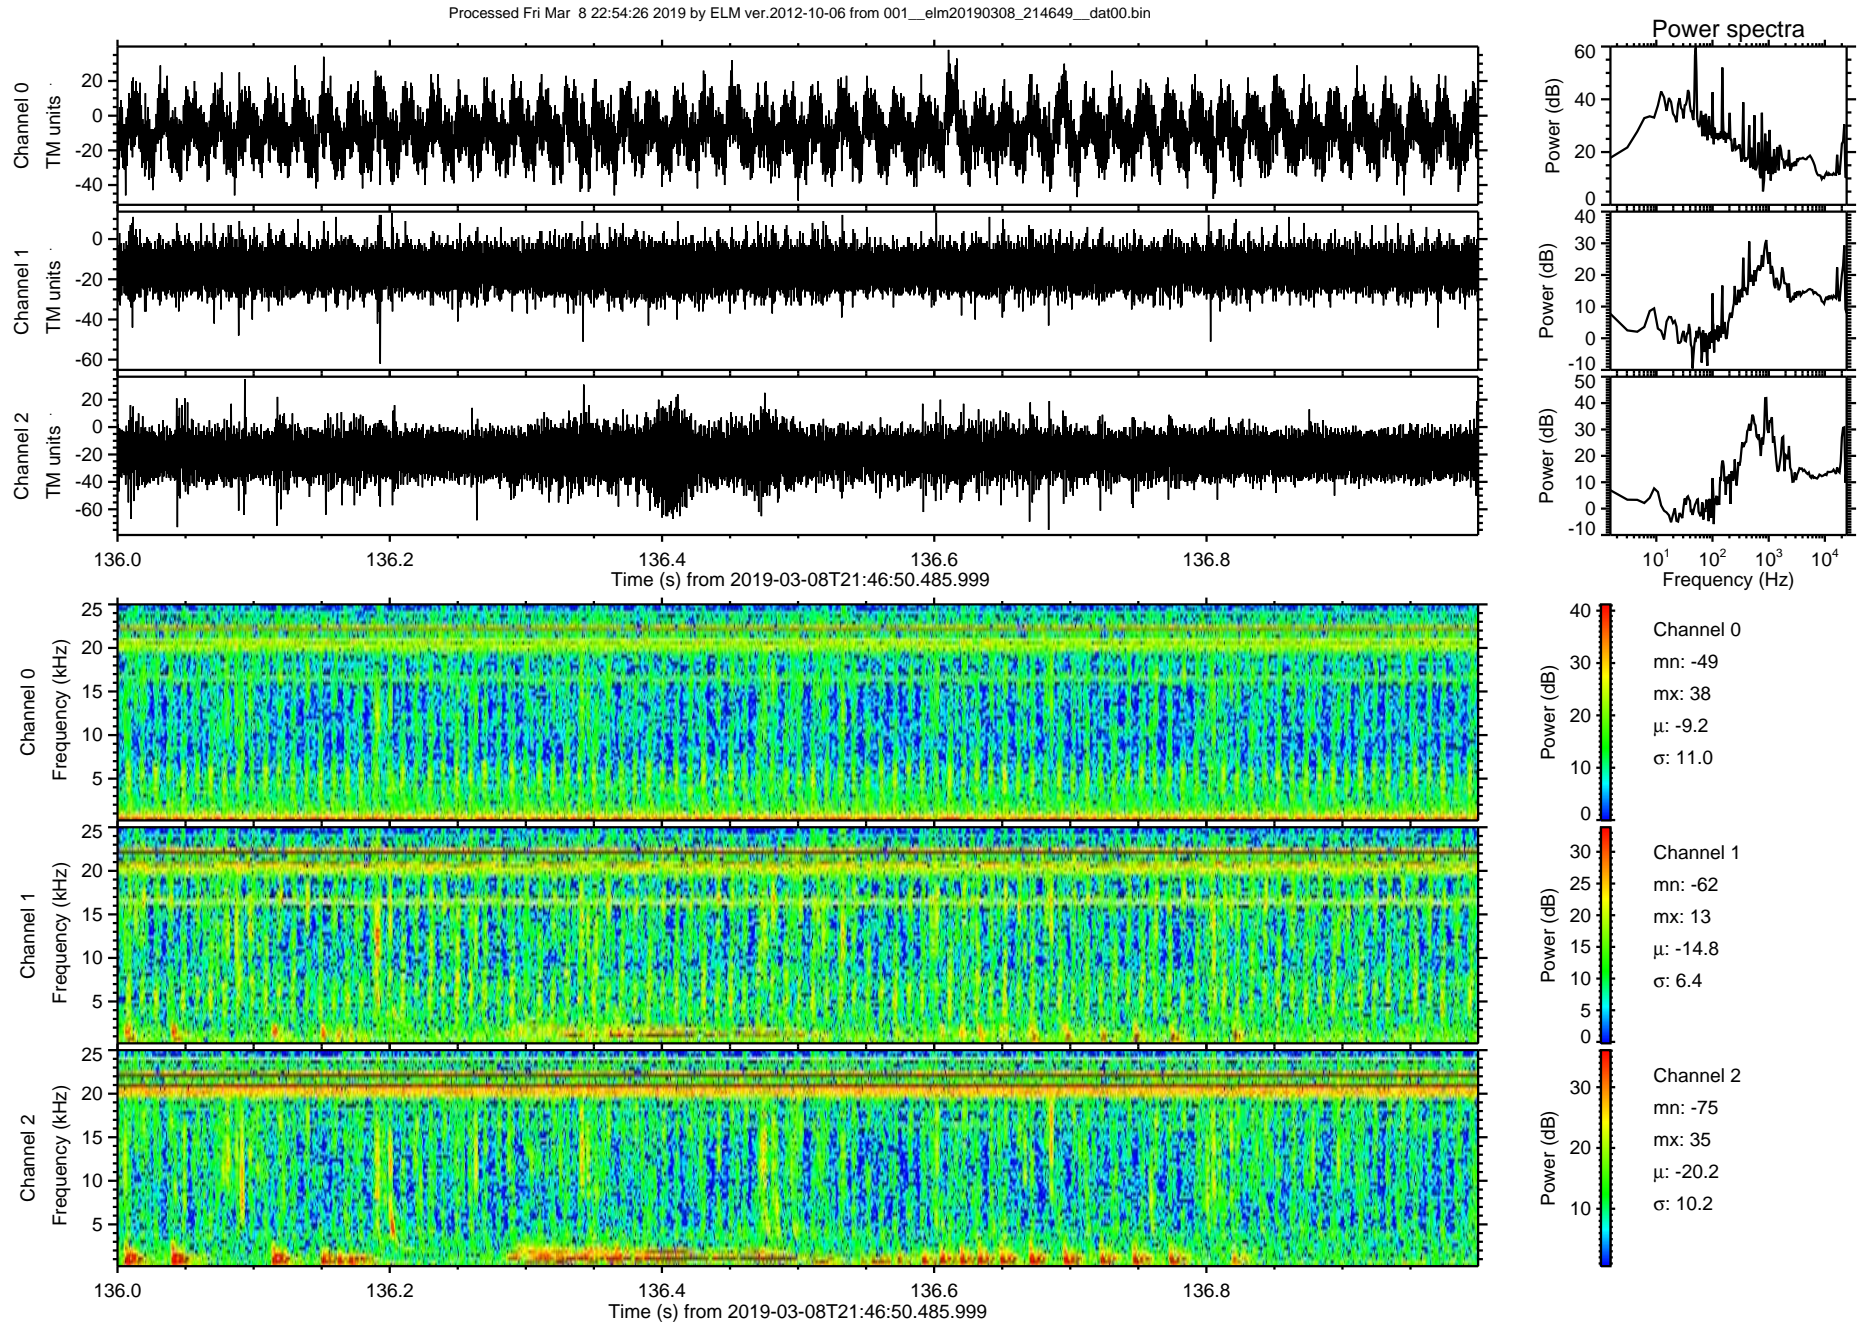 Processed Fri Mar  8 22:54:26 2019 by ELM ver.2012-10-06 from 001__elm20190308_214649__dat00.bin
Power spectra
Channel 0
TM units
20
0
-20
-40
Power (dB)
60
40
20
0
Channel 1
TM units
0
-20
-40
-60
Power (dB)
40
30
20
10
0
-10
Channel 2
TM units
20
0
-20
-40
-60
Power (dB)
50
40
30
20
10
0
-10
136.0 136.2 136.4 136.6 136.8
Time (s) from 2019-03-08T21:46:50.485.999
10¹ 10² 10³ 10⁴
Frequency (Hz)
Channel 0
Frequency (kHz)
25
20
15
10
5
Power (dB)
40
30
20
10
0
Channel 0
mn: -49
mx: 38
μ: -9.2
σ: 11.0
Channel 1
Frequency (kHz)
25
20
15
10
5
Power (dB)
30
25
20
15
10
5
0
Channel 1
mn: -62
mx: 13
μ: -14.8
σ: 6.4
Channel 2
Frequency (kHz)
25
20
15
10
5
Power (dB)
30
20
10
Channel 2
mn: -75
mx: 35
μ: -20.2
σ: 10.2
136.0 136.2 136.4 136.6 136.8
Time (s) from 2019-03-08T21:46:50.485.999